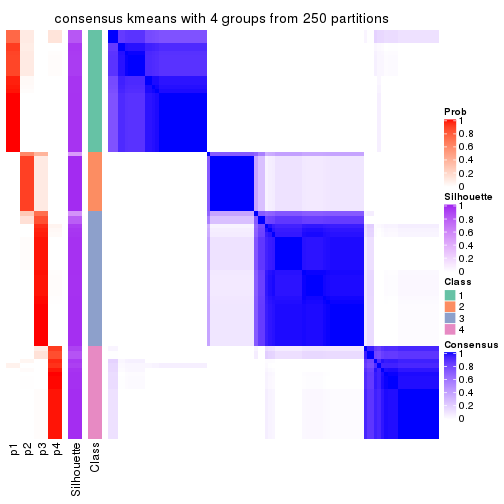 consensus kmeans with 4 groups from 250 partitions
Prob
1
0.8
0.6
0.4
0.2
0
Silhouette
1
0.8
0.6
0.4
0.2
0
Class
1
2
3
4
Consensus
1
0.8
0.6
0.4
0.2
0
p1
p2
p3
p4
Silhouette
Class